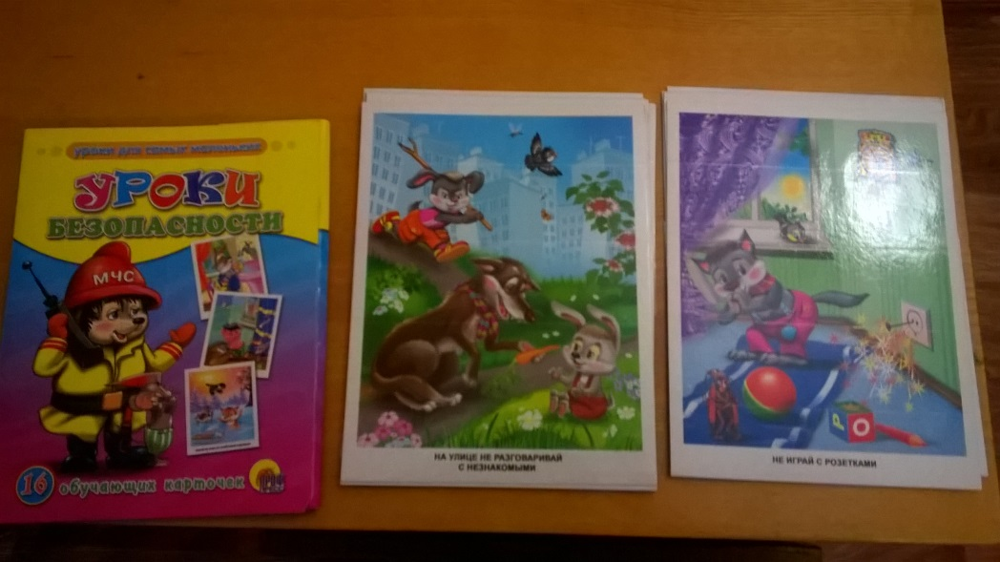 уроки для самых маленьких
УРОКИ
БЕЗОПАСНОСТИ
МЧС
16 обучающих карточек
НА УЛИЦЕ НЕ РАЗГОВАРИВАЙ
С НЕЗНАКОМЫМИ
НЕ ИГРАЙ С РОЗЕТКАМИ
Р О